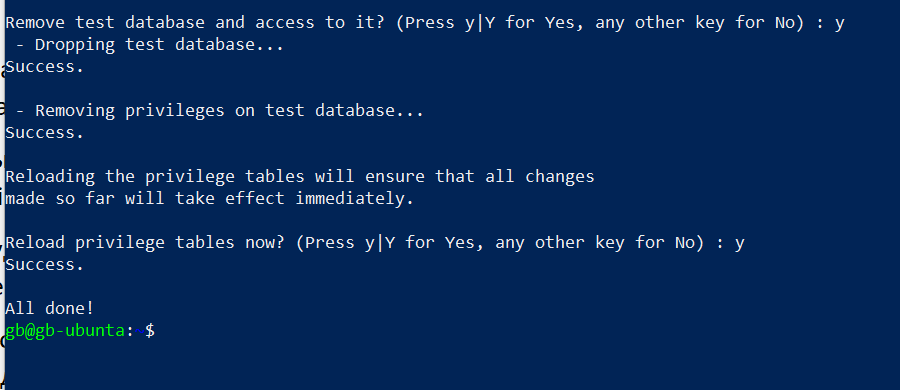 Remove test database and access to it? (Press y|Y for Yes, any other key for No) : y
 - Dropping test database...
Success.

 - Removing privileges on test database...
Success.

Reloading the privilege tables will ensure that all changes
made so far will take effect immediately.

Reload privilege tables now? (Press y|Y for Yes, any other key for No) : y
Success.

All done!
gb@gb-ubunta: $